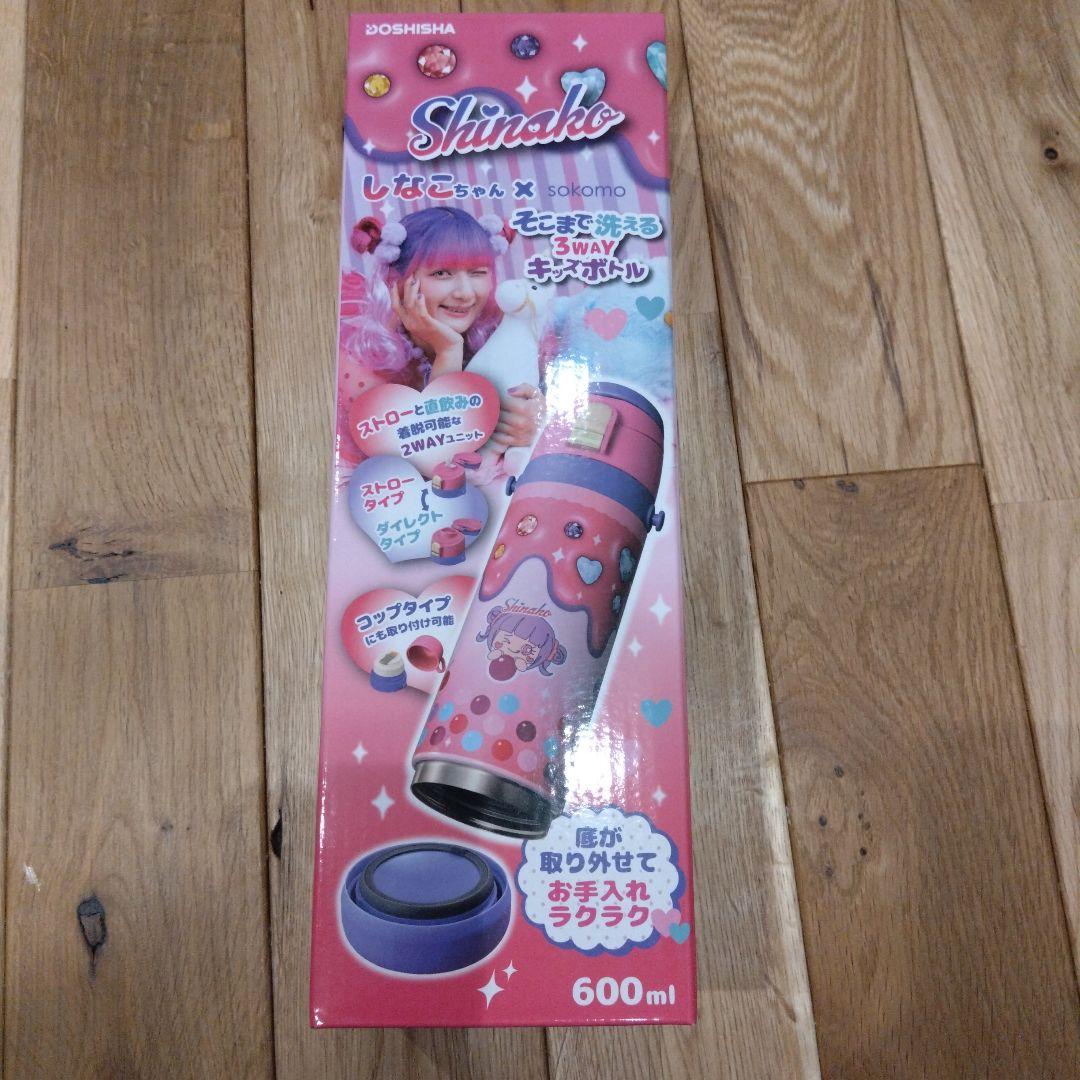 DOSHISHA
Shinako
しなこちゃん × sokomo
そこまで洗える
3WAY
キッズボトル
ストローと直飲みの
着脱可能な
2WAYユニット
ストロー
タイプ
ダイレクト
タイプ
コップタイプ
にも取り付け可能
Shinako
底が
取り外せて
お手入れ
ラクラク
600ml